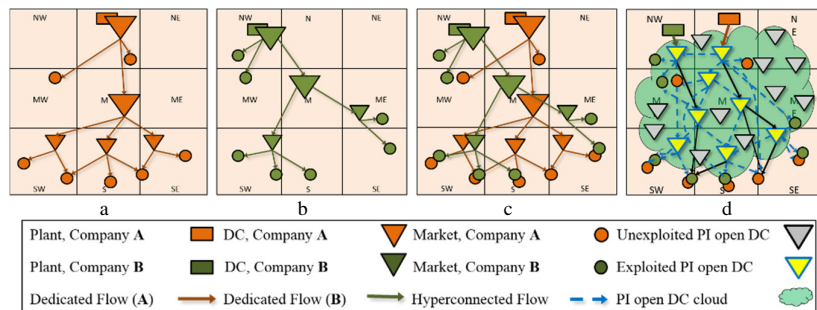 NW N NE
MW M ME
SW S SE
a
NW N NE
MW M ME
SW S SE
b
NW N NE
MW M ME
SW S SE
c
NW N
E
M M M
E
SW S SE
d
Plant, Company A DC, Company A Market, Company A Unexploited PI open DC
Plant, Company B DC, Company B Market, Company B Exploited PI open DC
Dedicated Flow (A) Dedicated Flow (B) Hyperconnected Flow PI open DC cloud